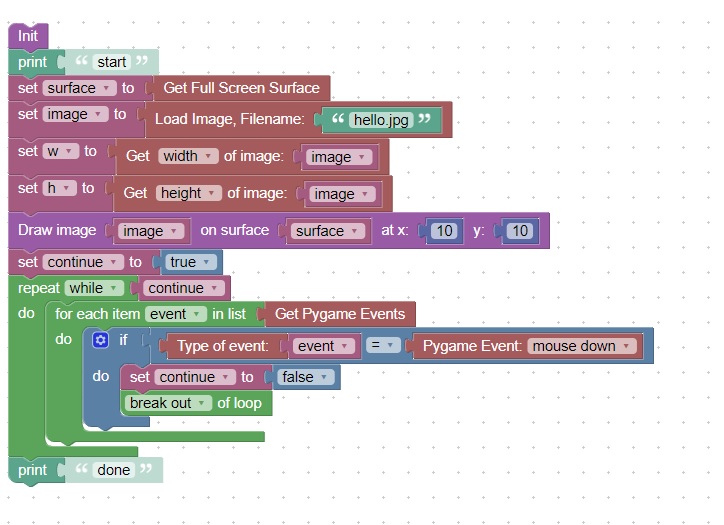 Init
print “ start ”
set surface to Get Full Screen Surface
set image to Load Image, Filename: “ hello.jpg ”
set w to Get width of image: image
set h to Get height of image: image
Draw image image on surface surface at x: 10 y: 10
set continue to true
repeat while continue
do for each item event in list Get Pygame Events
do if Type of event: event = Pygame Event: mouse down
do set continue to false
break out of loop
print “ done ”